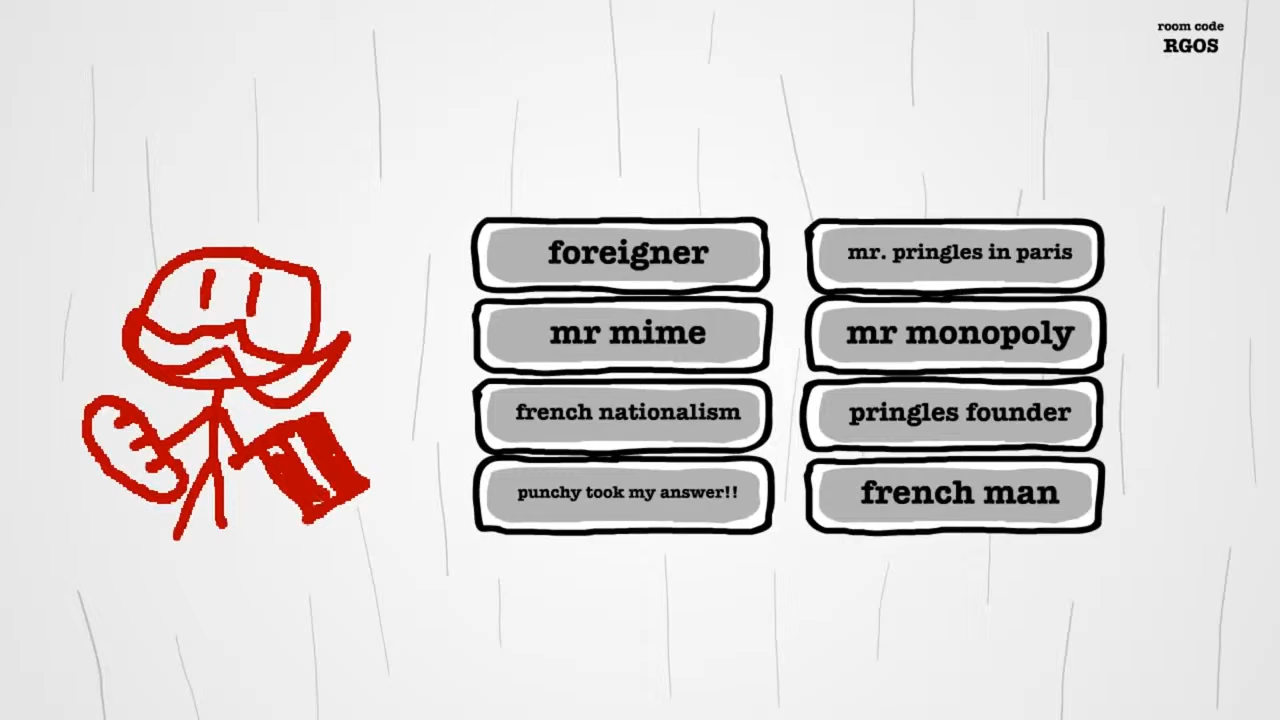 room code
RGOS
foreigner
mr. pringles in paris
mr mime
mr monopoly
french nationalism
pringles founder
punchy took my answer!!
french man